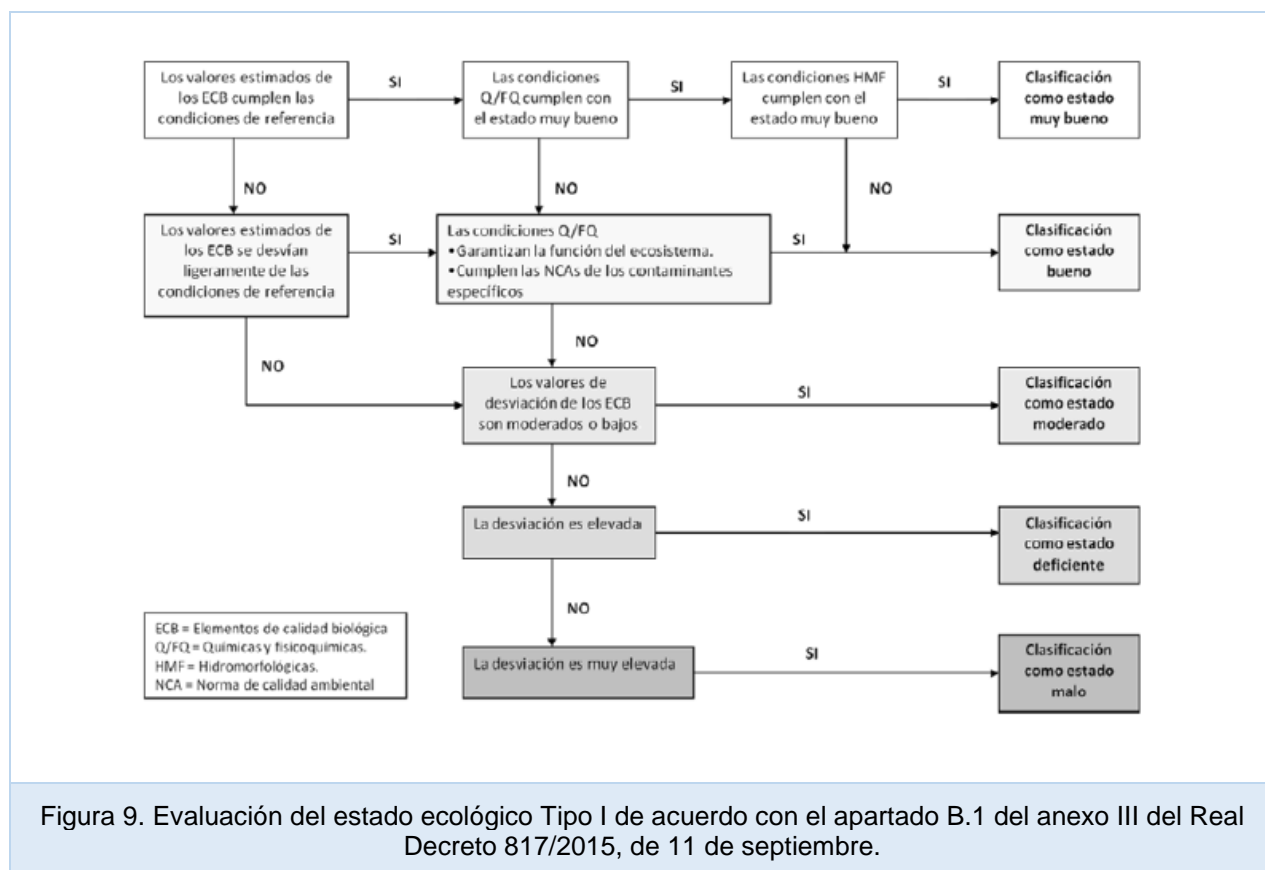 Los valores estimados de
los ECB cumplen las
condiciones de referencia
SI
Las condiciones
Q/FQ cumplen con
el estado muy bueno
SI
Las condiciones HMF
cumplen con el
estado muy bueno
SI
Clasificación
como estado
muy bueno
NO
NO
NO
Los valores estimados de
los ECB se desvían
ligeramente de las
condiciones de referencia
SI
Las condiciones Q/FQ
•Garantizan la función del ecosistema.
•Cumplen las NCAs de los contaminantes
específicos
SI
Clasificación
como estado
bueno
NO
NO
Los valores de
desviación de los ECB
son moderados o bajos
SI
Clasificación
como estado
moderado
NO
La desviación es elevada
SI
Clasificación
como estado
deficiente
NO
La desviación es muy elevada
SI
Clasificación
como estado
malo
ECB = Elementos de calidad biológica
Q/FQ = Químicas y fisicoquímicas.
HMF = Hidromorfológicas.
NCA = Norma de calidad ambiental
Figura 9. Evaluación del estado ecológico Tipo I de acuerdo con el apartado B.1 del anexo III del Real
Decreto 817/2015, de 11 de septiembre.